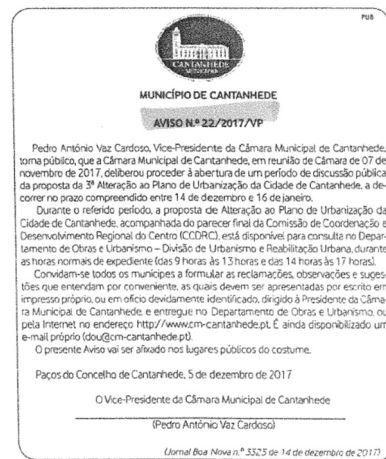 PUB
CANTANHEDE
MUNICÍPIO
MUNICÍPIO DE CANTANHEDE
AVISO N.º 22/2017/VP
Pedro António Vaz Cardoso, Vice-Presidente da Câmara Municipal de Cantanhede,
torna público, que a Câmara Municipal de Cantanhede, em reunião de Câmara de 07 de
novembro de 2017, deliberou proceder à abertura de um período de discussão pública
da proposta da 3ª Alteração ao Plano de Urbanização da Cidade de Cantanhede, a de-
correr no prazo compreendido entre 14 de dezembro e 16 de janeiro.
Durante o referido período, a proposta de Alteração ao Plano de Urbanização da
Cidade de Cantanhede, acompanhada do parecer final da Comissão de Coordenação e
Desenvolvimento Regional do Centro (CCDRC), está disponível para consulta no Depar-
tamento de Obras e Urbanismo – Divisão de Urbanismo e Reabilitação Urbana, durante
as horas normais de expediente (das 9 horas às 13 horas e das 14 horas às 17 horas).
Convidam-se todos os munícipes a formular as reclamações, observações e suges-
tões que entendam por conveniente, as quais devem ser apresentadas por escrito em
impresso próprio, ou em ofício devidamente identificado, dirigido à Presidente da Câma-
ra Municipal de Cantanhede, e entregue no Departamento de Obras e Urbanismo, ou
pela Internet no endereço http://www.cm-cantanhede.pt. É ainda disponibilizado um
e-mail próprio (dou@cm-cantanhede.pt).
O presente Aviso vai ser afixado nos lugares públicos do costume.
Paços do Concelho de Cantanhede, 5 de dezembro de 2017
O Vice-Presidente da Câmara Municipal de Cantanhede
(Pedro António Vaz Cardoso)
(Jornal Boa Nova n.º 3323 de 14 de dezembro de 2017)